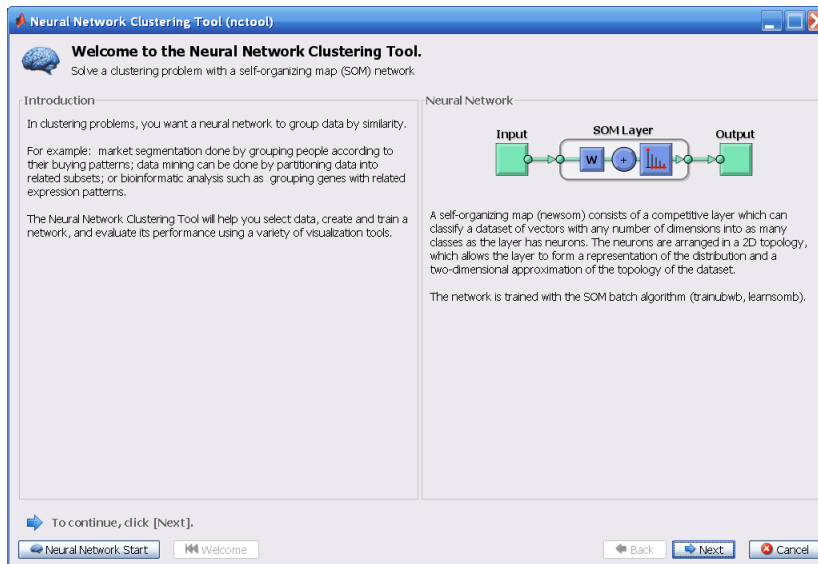 Neural Network Clustering Tool (nctool)
Welcome to the Neural Network Clustering Tool.
Solve a clustering problem with a self-organizing map (SOM) network
Introduction
In clustering problems, you want a neural network to group data by similarity.
For example: market segmentation done by grouping people according to
their buying patterns; data mining can be done by partitioning data into
related subsets; or bioinformatic analysis such as grouping genes with related
expression patterns.
The Neural Network Clustering Tool will help you select data, create and train a
network, and evaluate its performance using a variety of visualization tools.
Neural Network
Input
SOM Layer
Output
W
+
A self-organizing map (newsom) consists of a competitive layer which can
classify a dataset of vectors with any number of dimensions into as many
classes as the layer has neurons. The neurons are arranged in a 2D topology,
which allows the layer to form a representation of the distribution and a
two-dimensional approximation of the topology of the dataset.
The network is trained with the SOM batch algorithm (trainubwb, learnsomb).
To continue, click [Next].
Neural Network Start
Welcome
Back
Next
Cancel